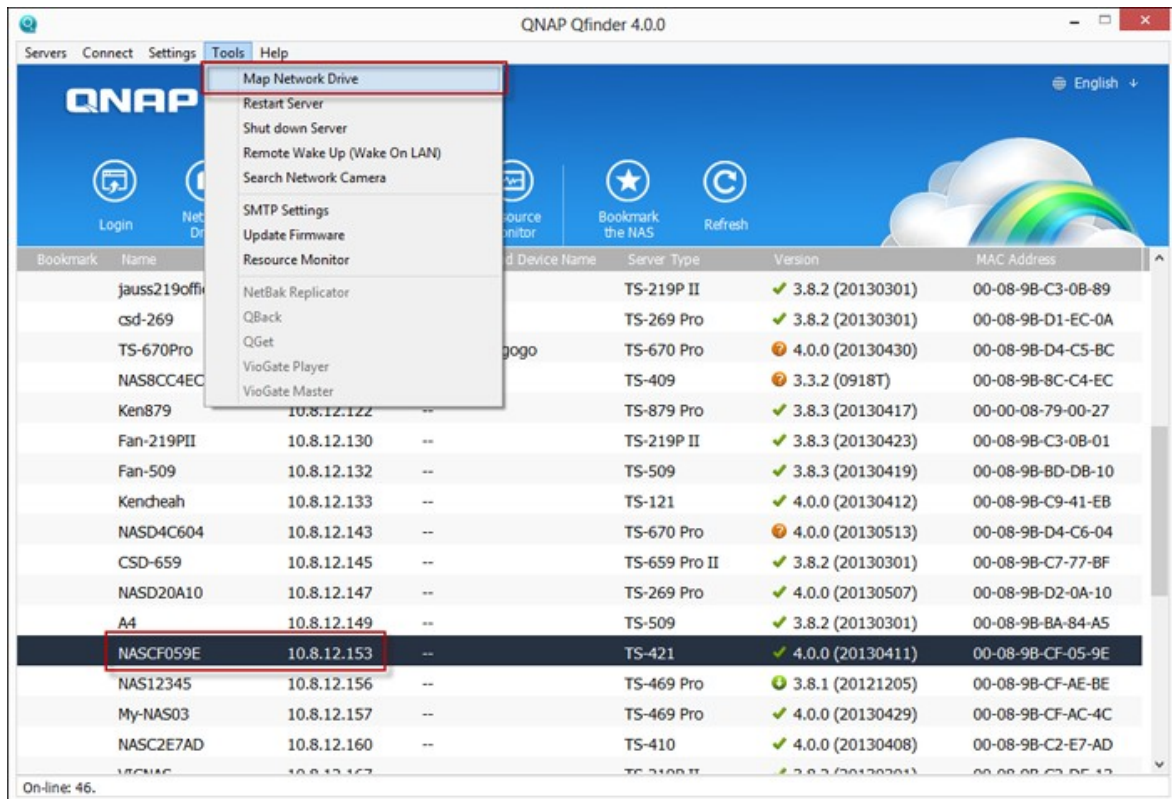 QNAP Qfinder 4.0.0
Servers Connect Settings Tools Help
Map Network Drive
Restart Server
Shut down Server
Remote Wake Up (Wake On LAN)
Search Network Camera
SMTP Settings
Update Firmware
Resource Monitor
NetBak Replicator
QBack
QGet
VioGate Player
VioGate Master
QNAP
English
Login
Bookmark the NAS
Refresh
Bookmark Name Device Name Server Type Version MAC Address
TS-219P II 3.8.2 (20130301) 00-08-9B-C3-0B-89
csd-269 TS-269 Pro 3.8.2 (20130301) 00-08-9B-D1-EC-0A
TS-670Pro TS-670 Pro 4.0.0 (20130430) 00-08-9B-D4-C5-BC
NAS8CC4EC TS-409 3.3.2 (0918T) 00-08-9B-8C-C4-EC
Ken879 10.8.12.122 -- TS-879 Pro 3.8.3 (20130417) 00-00-08-79-00-27
Fan-219PII 10.8.12.130 -- TS-219P II 3.8.3 (20130423) 00-08-9B-C3-0B-01
Fan-509 10.8.12.132 -- TS-509 3.8.3 (20130419) 00-08-9B-BD-DB-10
Kencheah 10.8.12.133 -- TS-121 4.0.0 (20130412) 00-08-9B-C9-41-EB
NASD4C604 10.8.12.143 -- TS-670 Pro 4.0.0 (20130513) 00-08-9B-D4-C6-04
CSD-659 10.8.12.145 -- TS-659 Pro II 3.8.2 (20130301) 00-08-9B-C7-77-BF
NASD20A10 10.8.12.147 -- TS-269 Pro 4.0.0 (20130507) 00-08-9B-D2-0A-10
A4 10.8.12.149 -- TS-509 3.8.2 (20130301) 00-08-9B-BA-84-A5
NASCF059E 10.8.12.153 -- TS-421 4.0.0 (20130411) 00-08-9B-CF-05-9E
NAS12345 10.8.12.156 -- TS-469 Pro 3.8.1 (20121205) 00-08-9B-CF-AE-BE
My-NAS03 10.8.12.157 -- TS-469 Pro 4.0.0 (20130429) 00-08-9B-CF-AC-4C
NASC2E7AD 10.8.12.160 -- TS-410 4.0.0 (20130408) 00-08-9B-C2-E7-AD
On-line: 46.